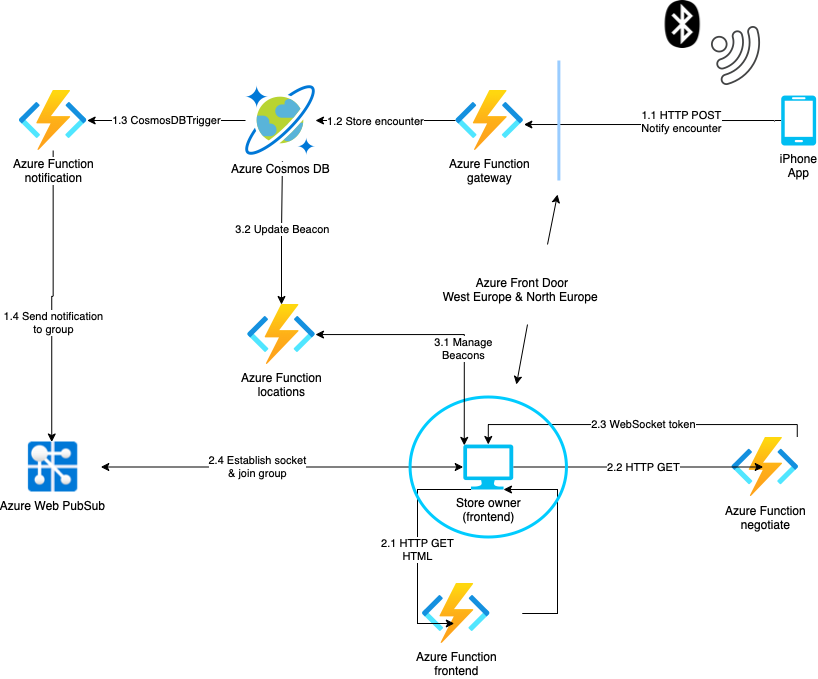 1.1 HTTP POST
Notify encounter
iPhone
App
1.2 Store encounter
Azure Function
gateway
1.3 CosmosDBTrigger
Azure Cosmos DB
Azure Function
notification
3.2 Update Beacon
Azure Front Door
West Europe & North Europe
1.4 Send notification
to group
3.1 Manage
Beacons
Azure Function
locations
2.3 WebSocket token
2.4 Establish socket
& join group
2.2 HTTP GET
Azure Web PubSub
Store owner
(frontend)
Azure Function
negotiate
2.1 HTTP GET
HTML
Azure Function
frontend